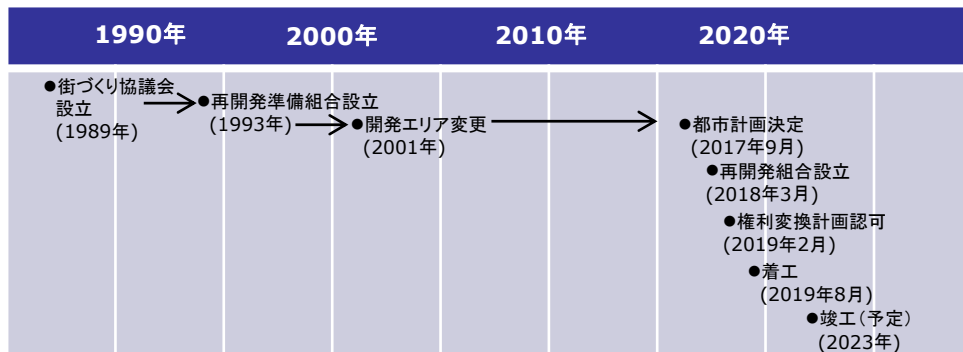 1990年
2000年
2010年
2020年
●街づくり協議会
設立
(1989年)
●再開発準備組合設立
(1993年)
●開発エリア変更
(2001年)
●都市計画決定
(2017年9月)
●再開発組合設立
(2018年3月)
●権利変換計画認可
(2019年2月)
●着工
(2019年8月)
●竣工（予定）
(2023年)